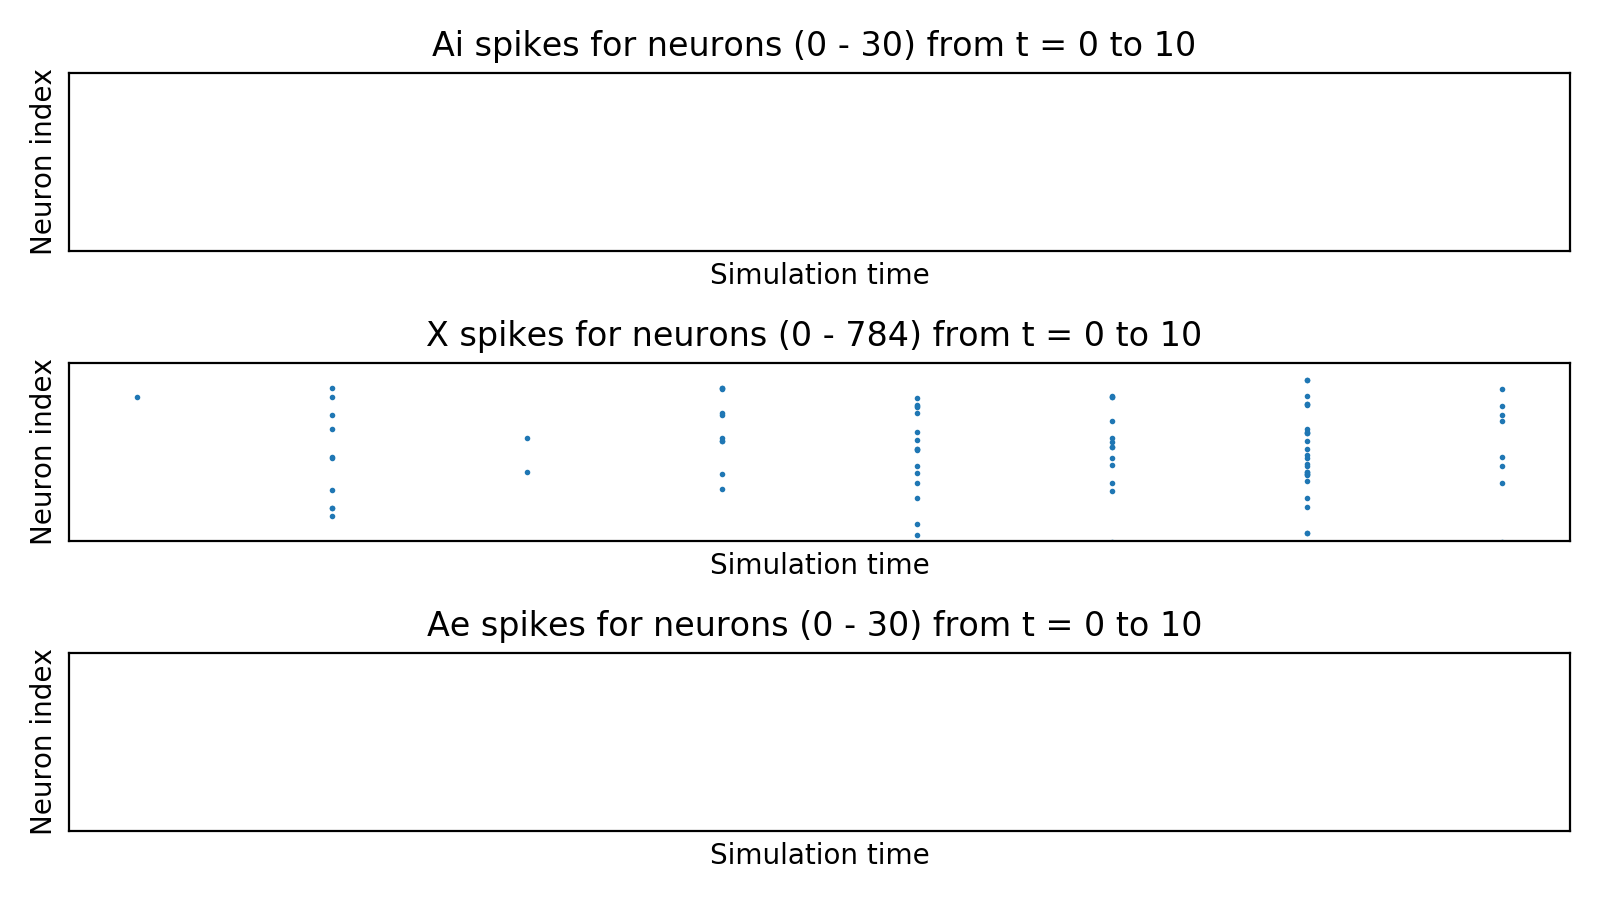 Ai spikes for neurons (0 - 30) from t = 0 to 10
Neuron index
Simulation time
X spikes for neurons (0 - 784) from t = 0 to 10
Neuron index
Simulation time
Ae spikes for neurons (0 - 30) from t = 0 to 10
Neuron index
Simulation time